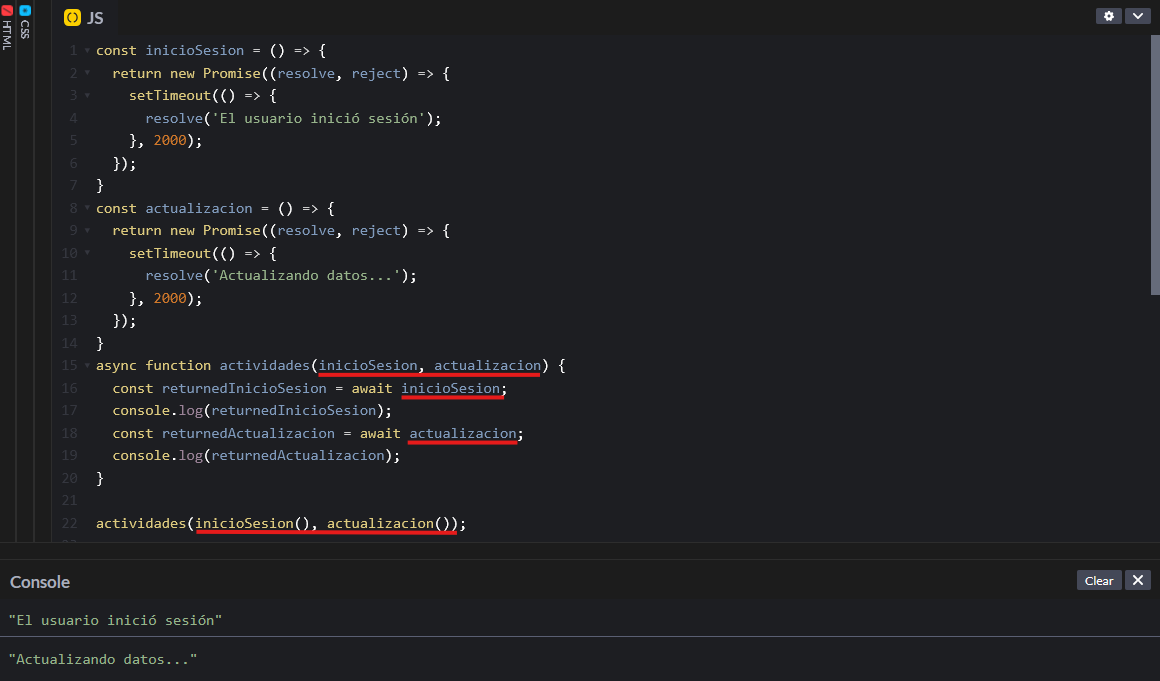 HTML
CSS
JS
1 const inicioSesion = () => {
2 return new Promise((resolve, reject) => {
3 setTimeout(() => {
4 resolve('El usuario inició sesión');
5 }, 2000);
6 });
7 }
8 const actualizacion = () => {
9 return new Promise((resolve, reject) => {
10 setTimeout(() => {
11 resolve('Actualizando datos...');
12 }, 2000);
13 });
14 }
15 async function actividades(inicioSesion, actualizacion) {
16 const returnedInicioSesion = await inicioSesion;
17 console.log(returnedInicioSesion);
18 const returnedActualizacion = await actualizacion;
19 console.log(returnedActualizacion);
20 }
21
22 actividades(inicioSesion(), actualizacion());
Console
Clear
"El usuario inició sesión"
"Actualizando datos..."